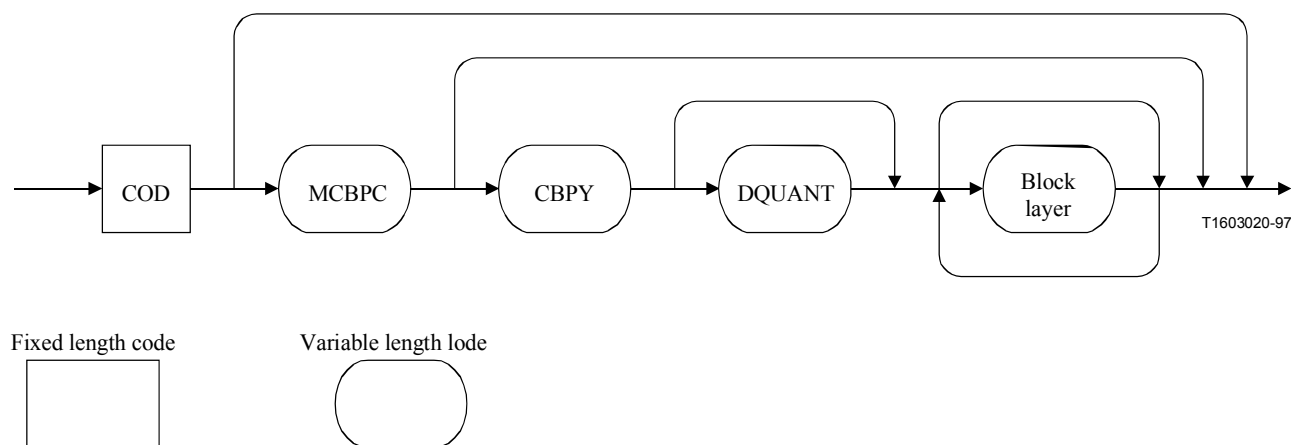 COD
MCBPC
CBPY
DQUANT
Block
layer
T1603020-97
Fixed length code
Variable length lode